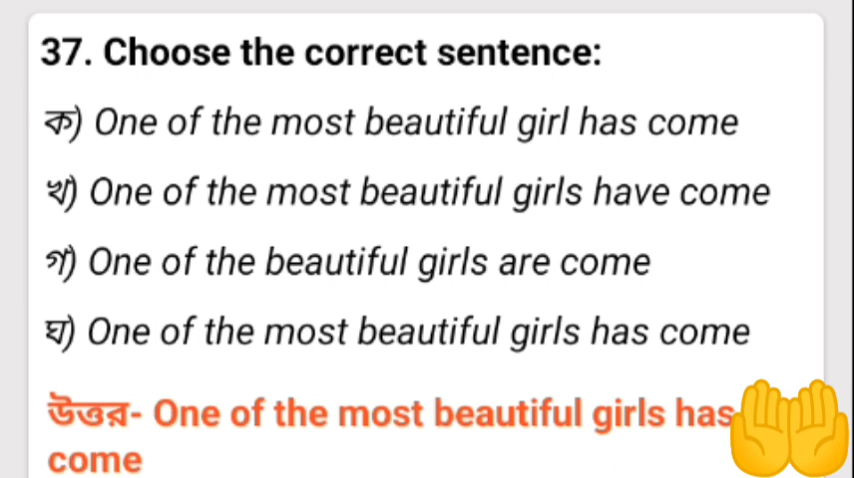 37. Choose the correct sentence:
ক) One of the most beautiful girl has come
খ) One of the most beautiful girls have come
গ) One of the beautiful girls are come
ঘ) One of the most beautiful girls has come
উত্তর- One of the most beautiful girls has
come